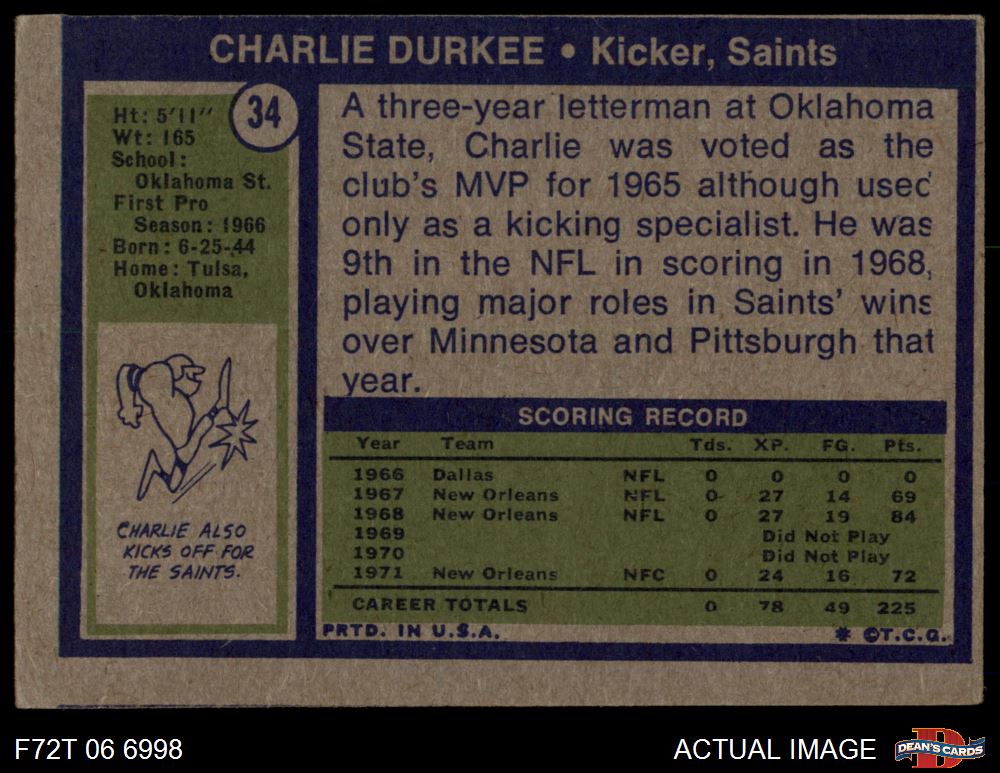 CHARLIE DURKEE • Kicker, Saints
34
Ht: 5'11"
Wt: 165
School:
Oklahoma St.
First Pro
Season: 1966
Born: 6-25-44
Home: Tulsa,
Oklahoma
A three-year letterman at Oklahoma
State, Charlie was voted as the
club's MVP for 1965 although used
only as a kicking specialist. He was
9th in the NFL in scoring in 1968,
playing major roles in Saints' wins
over Minnesota and Pittsburgh that
year.
CHARLIE ALSO
KICKS OFF FOR
THE SAINTS.
SCORING RECORD
Year Team Tds. XP. FG. Pts.
1966 Dallas NFL 0 0 0 0
1967 New Orleans NFL 0 27 14 69
1968 New Orleans NFL 0 27 19 84
1969 Did Not Play
1970 Did Not Play
1971 New Orleans NFC 0 24 16 72
CAREER TOTALS 0 78 49 225
PRTD. IN U.S.A. * ©T.C.G.
F72T 06 6998 ACTUAL IMAGE
DEAN'S CARDS